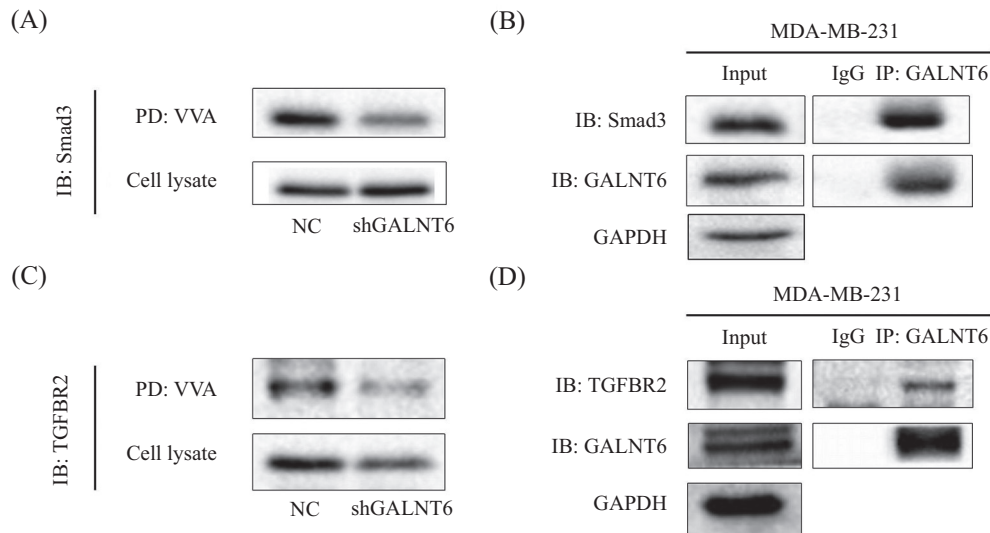 (A)
IB: Smad3
PD: VVA
Cell lysate
NC shGALNT6
(B)
MDA-MB-231
Input IgG IP: GALNT6
IB: Smad3
IB: GALNT6
GAPDH
(C)
IB: TGFBR2
PD: VVA
Cell lysate
NC shGALNT6
(D)
MDA-MB-231
Input IgG IP: GALNT6
IB: TGFBR2
IB: GALNT6
GAPDH